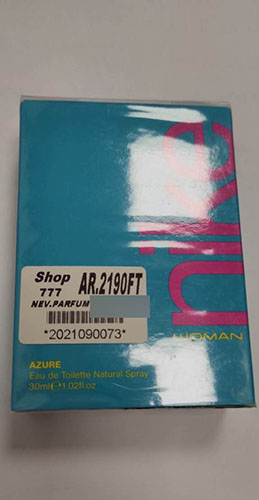 nike
WOMAN
Shop
777
AR.2190FT
NEV.PARFUM
*2021090073*
AZURE
Eau de Toilette Natural Spray
30ml℮1.02fl.oz